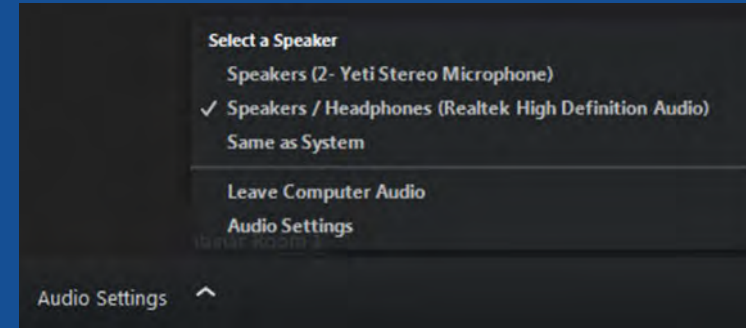 Select a Speaker
Speakers (2- Yeti Stereo Microphone)
✓ Speakers / Headphones (Realtek High Definition Audio)
Same as System
Leave Computer Audio
Audio Settings
Room
Audio Settings